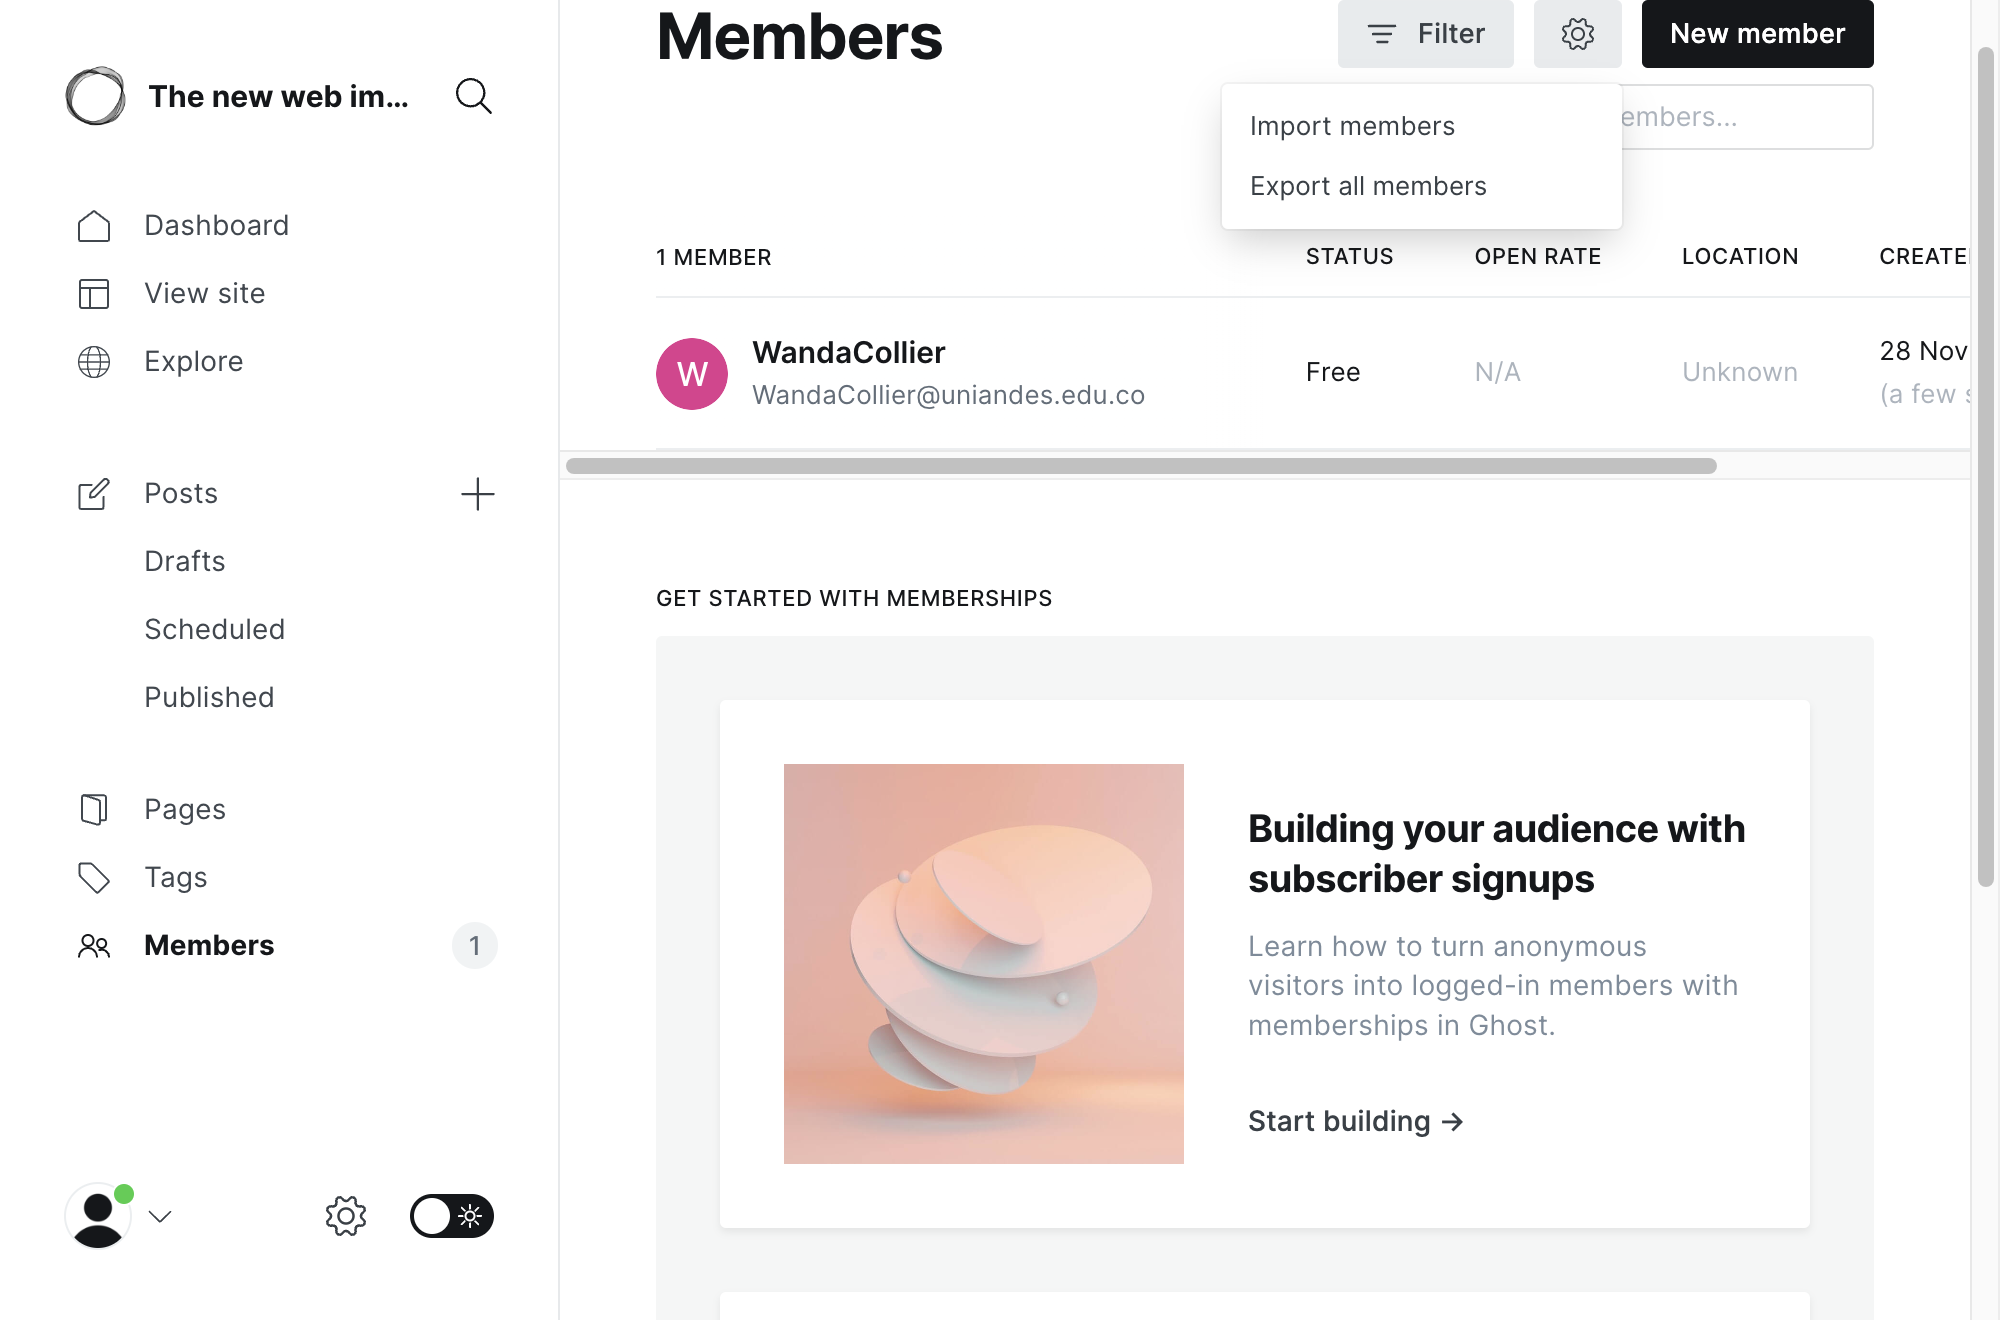 The new web im...
Dashboard
View site
Explore
Posts
Drafts
Scheduled
Published
Pages
Tags
Members
1
Members
Filter
New member
Import members
Export all members
embers...
1 MEMBER
STATUS
OPEN RATE
LOCATION
CREATE
W
WandaCollier
WandaCollier@uniandes.edu.co
Free
N/A
Unknown
28 Nov
(a few
GET STARTED WITH MEMBERSHIPS
Building your audience with
subscriber signups
Learn how to turn anonymous
visitors into logged-in members with
memberships in Ghost.
Start building →